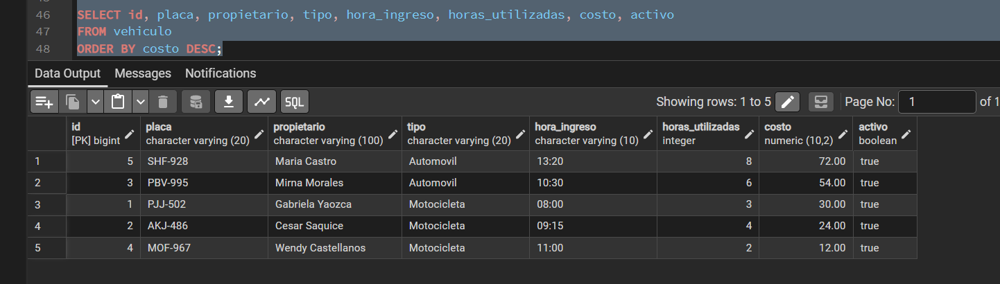 46 SELECT id, placa, propietario, tipo, hora_ingreso, horas_utilizadas, costo, activo
47 FROM vehiculo
48 ORDER BY costo DESC;
Data Output Messages Notifications
SQL Showing rows: 1 to 5 Page No: 1 of 1
id placa propietario tipo hora_ingreso horas_utilizadas costo activo
[PK] bigint character varying (20) character varying (100) character varying (20) character varying (10) integer numeric (10,2) boolean
1 5 SHF-928 Maria Castro Automovil 13:20 8 72.00 true
2 3 PBV-995 Mirna Morales Automovil 10:30 6 54.00 true
3 1 PJJ-502 Gabriela Yaozca Motocicleta 08:00 3 30.00 true
4 2 AKJ-486 Cesar Saquice Motocicleta 09:15 4 24.00 true
5 4 MOF-967 Wendy Castellanos Motocicleta 11:00 2 12.00 true